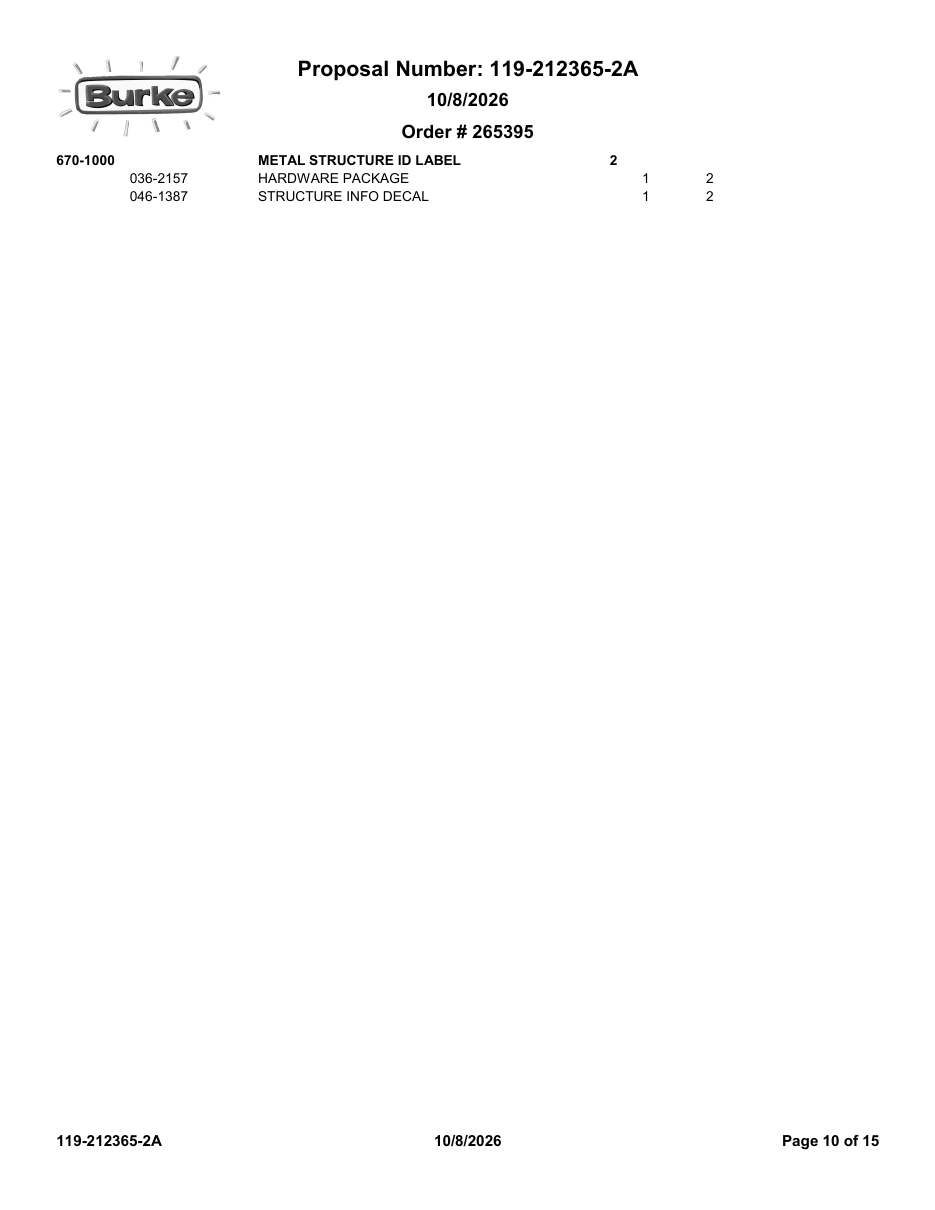 Burke
Proposal Number: 119-212365-2A
10/8/2026
Order # 265395
670-1000 METAL STRUCTURE ID LABEL 2
036-2157 HARDWARE PACKAGE 1 2
046-1387 STRUCTURE INFO DECAL 1 2
119-212365-2A 10/8/2026 Page 10 of 15